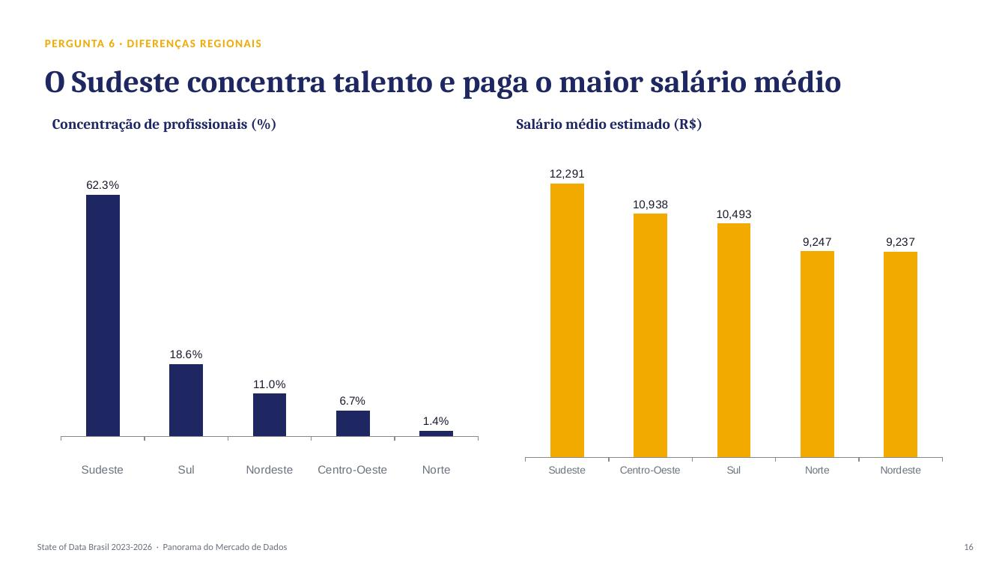 PERGUNTA 6 · DIFERENÇAS REGIONAIS
O Sudeste concentra talento e paga o maior salário médio
Concentração de profissionais (%)
62.3%
18.6%
11.0%
6.7%
1.4%
Sudeste
Sul
Nordeste
Centro-Oeste
Norte
Salário médio estimado (R$)
12,291
10,938
10,493
9,247
9,237
Sudeste
Centro-Oeste
Sul
Norte
Nordeste
State of Data Brasil 2023-2026 · Panorama do Mercado de Dados
16